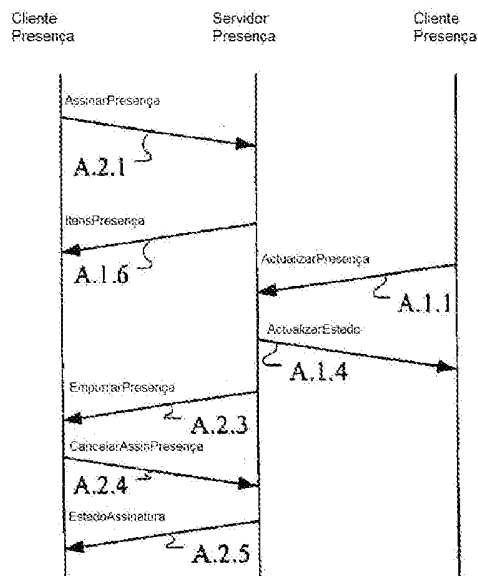 Cliente
Presença
Servidor
Presença
Cliente
Presença
AssinarPresença
A.2.1
ItensPresença
A.1.6
ActualizarPresença
A.1.1
ActualizarEstado
A.1.4
EmpurrarPresença
A.2.3
CancelarAssinPresença
A.2.4
EstadoAssinatura
A.2.5